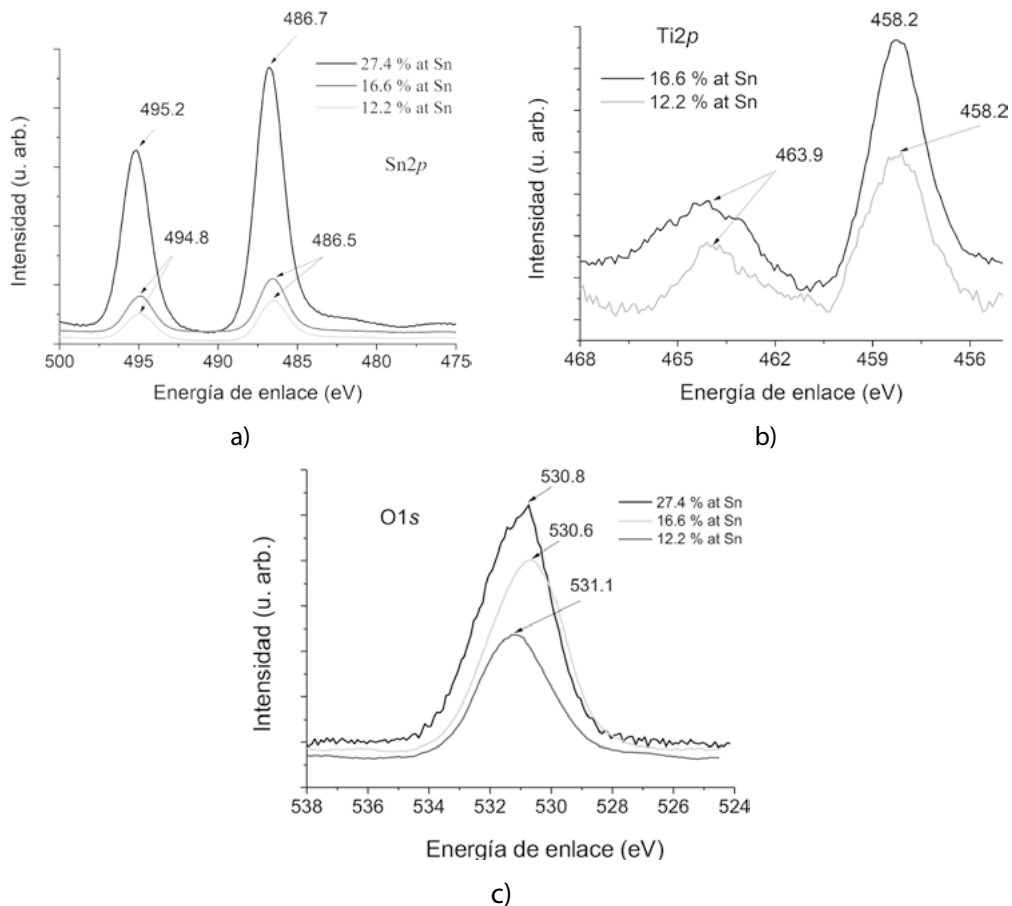 486.7
27.4 % at Sn
16.6 % at Sn
12.2 % at Sn
495.2
Sn2p
494.8
486.5
Intensidad (u. arb.)
500 495 490 485 480 475
Energía de enlace (eV)
a)
458.2
Ti2p
16.6 % at Sn
12.2 % at Sn
458.2
463.9
Intensidad (u. arb.)
468 464 462 458 456
Energía de enlace (eV)
b)
530.8
O1s
27.4 % at Sn
16.6 % at Sn
12.2 % at Sn
530.6
531.1
Intensidad (u. arb.)
538 536 534 532 530 528 526 524
Energía de enlace (eV)
c)